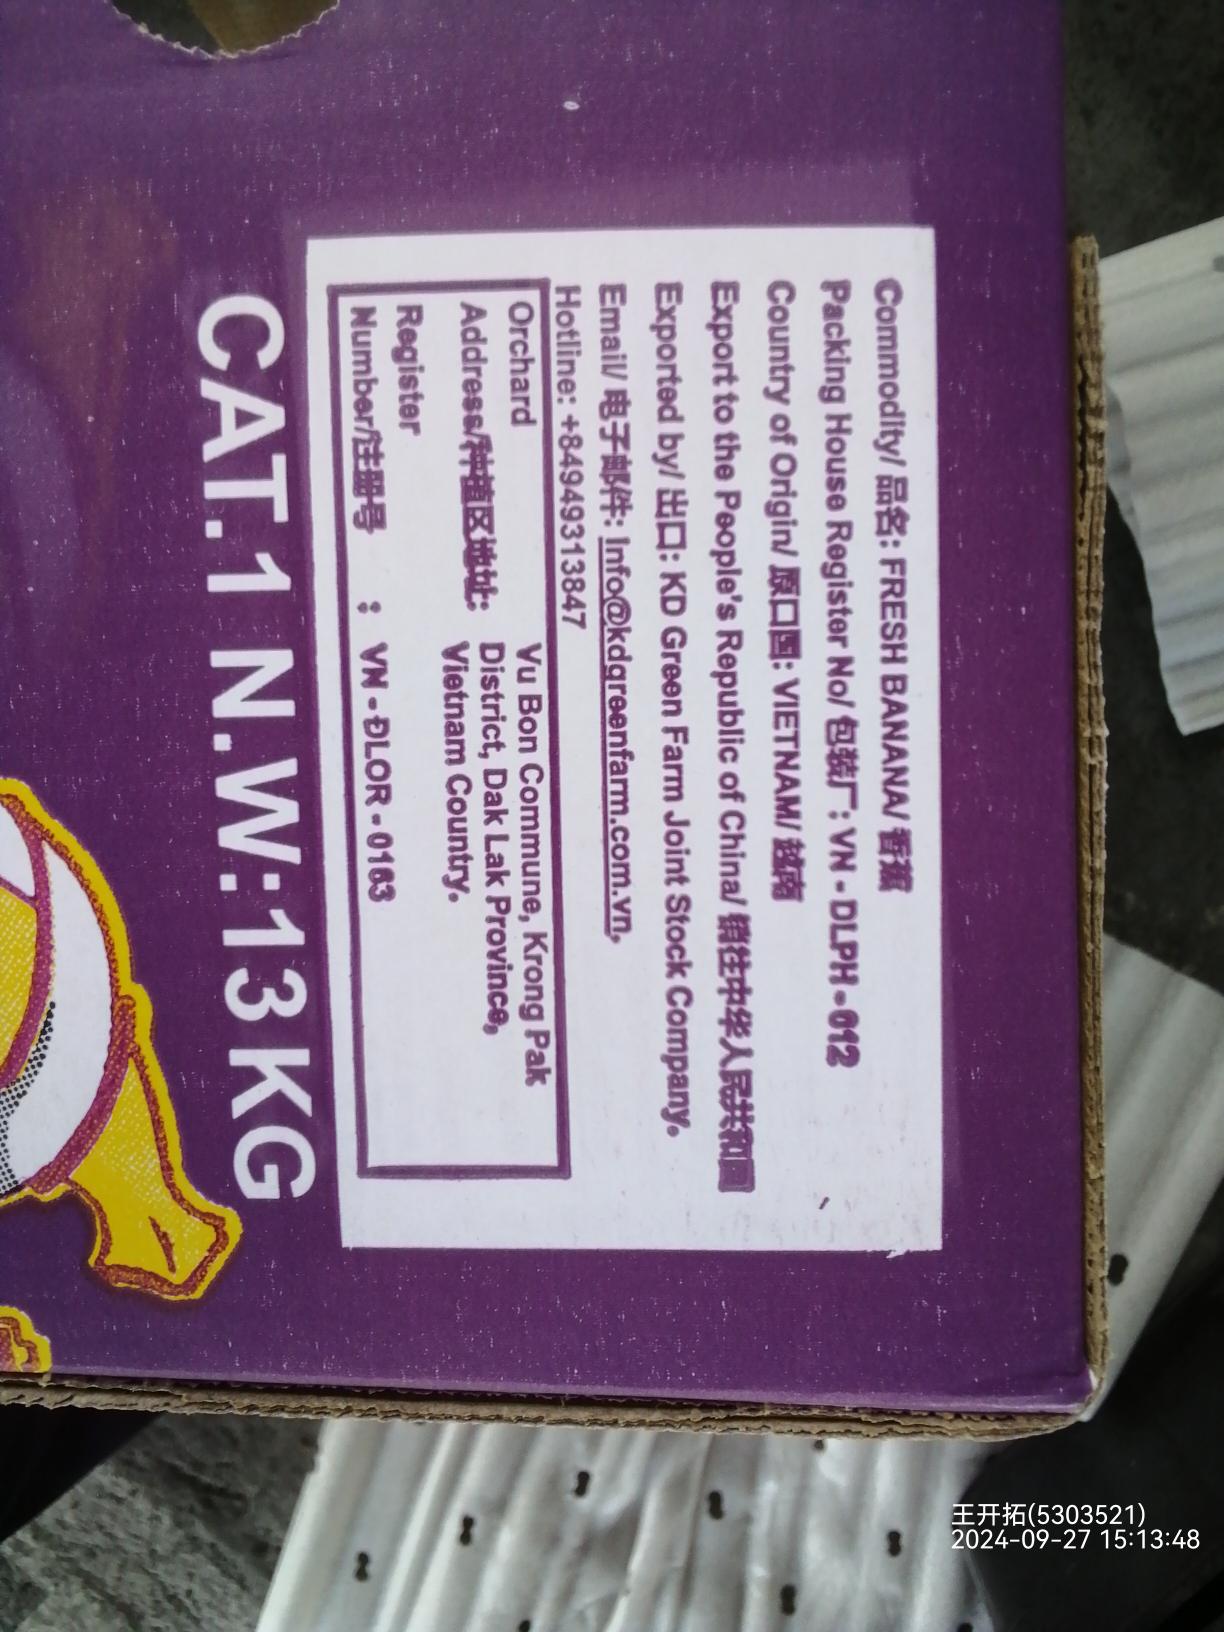 Commodity/ 品名: FRESH BANANA/ 香蕉
Packing House Register No/ 包装厂: VN - DLPH - 012
Country of Origin/ 原口国: VIETNAM/ 越南
Export to the People's Republic of China/ 销往中华人民共和国
Exported by/ 出口: KD Green Farm Joint Stock Company.
Email/ 电子邮件: Info@kdgreenfarm.com.vn.
Hotline: +84949313847
Orchard
Address/种植区地址:
Vu Bon Commune, Krong Pak
District, Dak Lak Province,
Vietnam Country.
Register
Number/注册号 : VN - ĐLOR - 0163
CAT.1 N.W:13 KG
王开拓(5303521)
2024-09-27 15:13:48